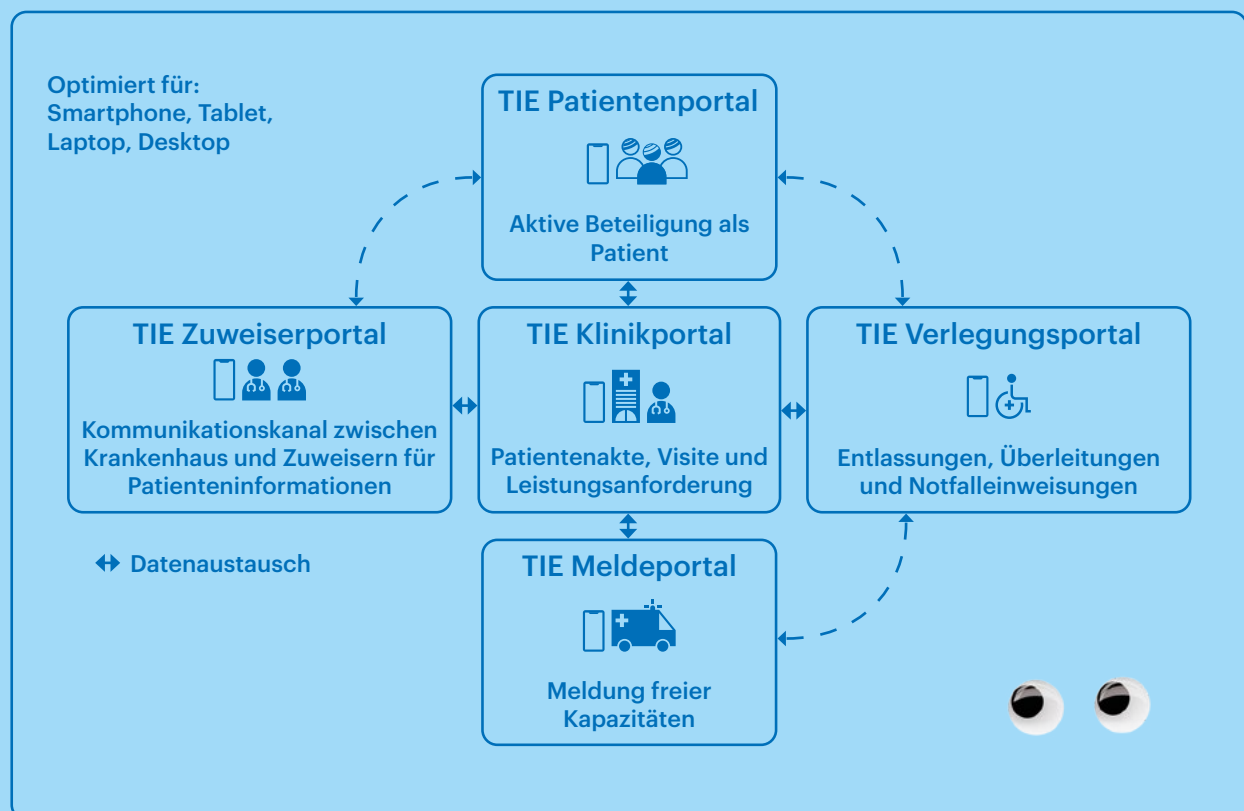 Optimiert für:
Smartphone, Tablet,
Laptop, Desktop
TIE Patientenportal
Aktive Beteiligung als
Patient
TIE Zuweiserportal
Kommunikationskanal zwischen
Krankenhaus und Zuweisern für
Patienteninformationen
TIE Klinikportal
Patientenakte, Visite und
Leistungsanforderung
TIE Verlegungsportal
Entlassungen, Überleitungen
und Notfalleinweisungen
Datenaustausch
TIE Meldeportal
Meldung freier
Kapazitäten